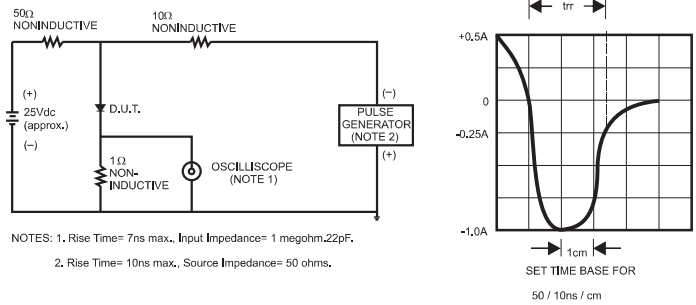 50Ω
NONINDUCTIVE
10Ω
NONINDUCTIVE
(+)
25Vdc
(approx.)
(−)
D.U.T.
1Ω
NON-
INDUCTIVE
OSCILLISCOPE
(NOTE 1)
(−)
PULSE
GENERATOR
(NOTE 2)
(+)
NOTES: 1. Rise Time= 7ns max., Input Impedance= 1 megohm.22pF.
2. Rise Time= 10ns max., Source Impedance= 50 ohms.
trr
+0.5A
0
-0.25A
-1.0A
1cm
SET TIME BASE FOR
50 / 10ns / cm